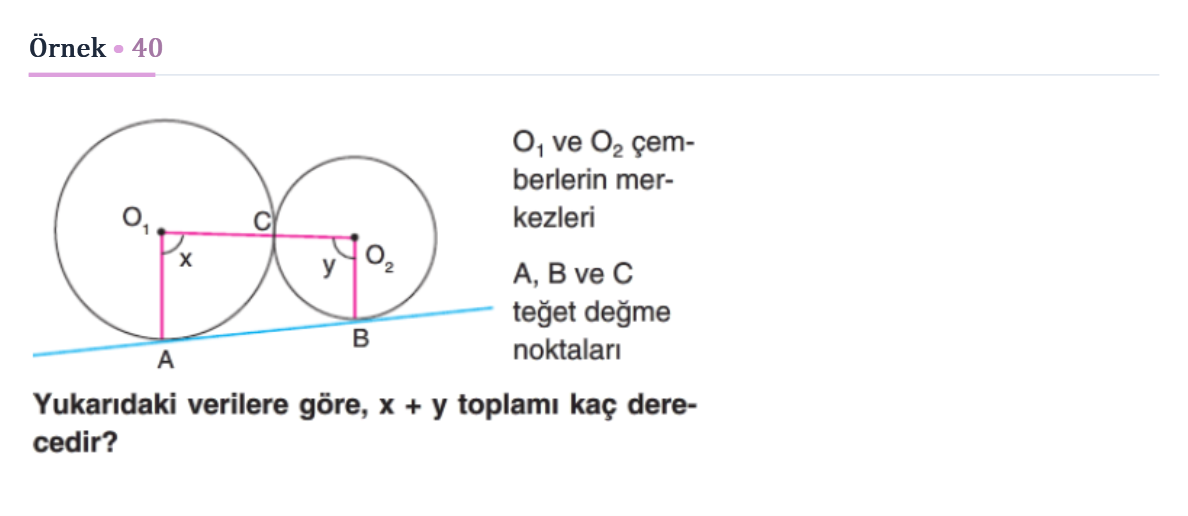 Örnek • 40
O₁ ve O₂ çem-
berlerin mer-
kezleri
A, B ve C
teğet değme
noktaları
O₁
C
x
y
O₂
B
A
Yukarıdaki verilere göre, x + y toplamı kaç dere-
cedir?